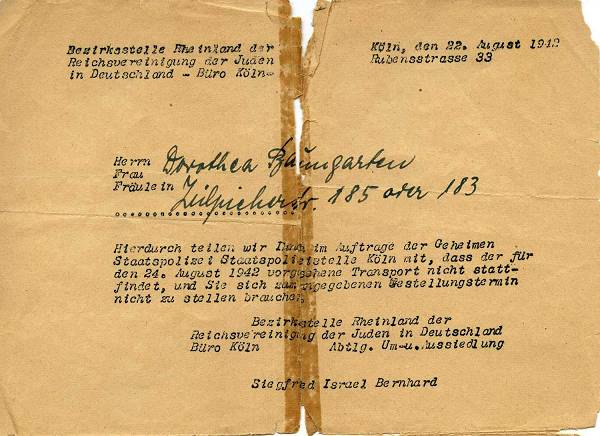 Bezirksstelle Rheinland der
Reichsvereinigung der Juden
in Deutschland - Büro Köln-
Köln, den 22. August 1942
Rubensstrasse 33
Herrn
Frau
Fräulein
Dorothea Baumgarten
Zülpicherstr. 185 oder 183
Hierdurch teilen wir Ihnen im Auftrage der Geheimen
Staatspolizei Staatspolizeistelle Köln mit, dass der für
den 24. August 1942 vorgesehene Transport nicht statt-
findet, und Sie sich zum angegebenen Gestellungstermin
nicht zu stellen brauchen.
Bezirkstelle Rheinland der
Reichsvereinigung der Juden in Deutschland
Büro Köln Abtlg. Um-u. Aussiedlung
Siegfred Israel Bernhard